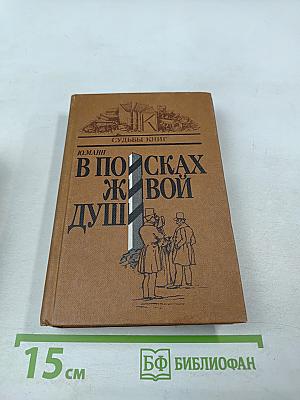 СУДЬБЫ КНИГ
Ю.МАНН
В ПОИСКАХ
ЖИВОЙ
ДУШИ
15 см
БФ БИБЛИОФАН